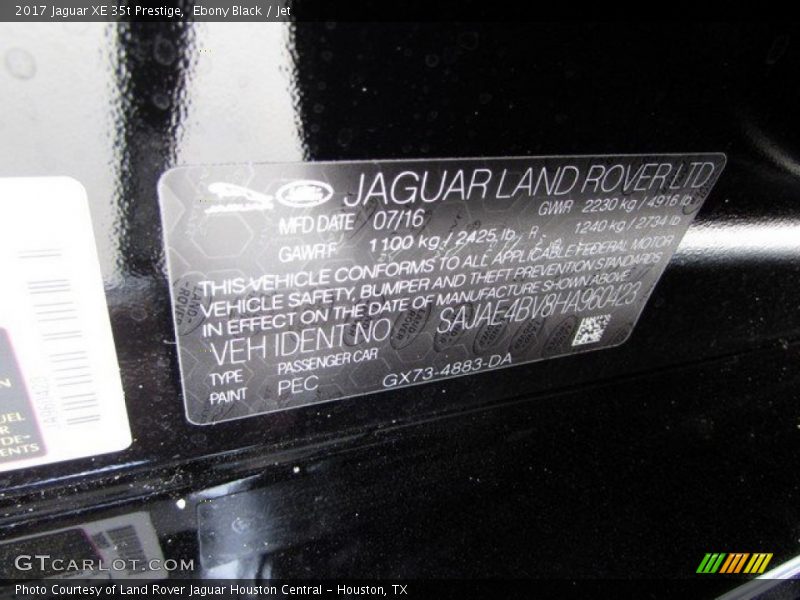 2017 Jaguar XE 35t Prestige, Ebony Black / Jet
JAGUAR LAND ROVER LTD
MFD DATE 07/16 GWR 2230 kg / 4916 lb
GAWR F 1100 kg / 2425 lb R 1240 kg / 2734 lb
THIS VEHICLE CONFORMS TO ALL APPLICABLE FEDERAL MOTOR
VEHICLE SAFETY, BUMPER AND THEFT PREVENTION STANDARDS
IN EFFECT ON THE DATE OF MANUFACTURE SHOWN ABOVE
VEH IDENT NO SAJAE4BV8HA960423
TYPE PASSENGER CAR
PAINT PEC GX73-4883-DA
GTCARLOT.COM
Photo Courtesy of Land Rover Jaguar Houston Central - Houston, TX